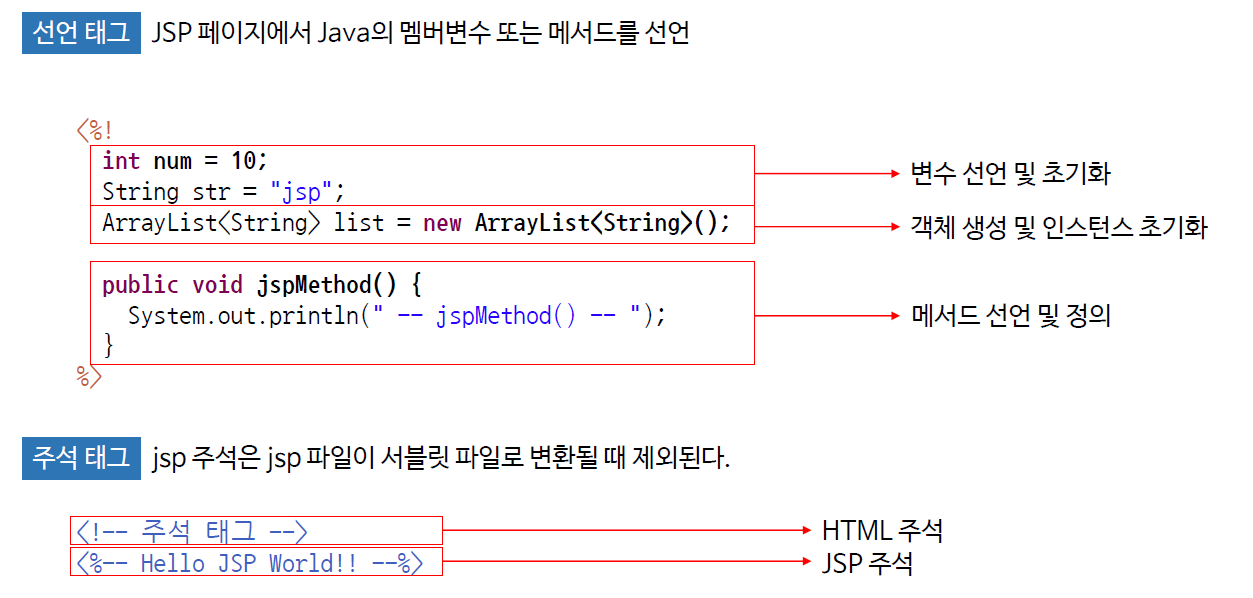 선언 태그 JSP 페이지에서 Java의 멤버변수 또는 메서드를 선언
<%!
int num = 10;
String str = "jsp";
변수 선언 및 초기화
ArrayList<String> list = new ArrayList<String>();
객체 생성 및 인스턴스 초기화
public void jspMethod() {
System.out.println(" -- jspMethod() -- ");
}
메서드 선언 및 정의
%>
주석 태그 jsp 주석은 jsp 파일이 서블릿 파일로 변환될 때 제외된다.
<!-- 주석 태그 --> HTML 주석
<%-- Hello JSP World!! --%> JSP 주석